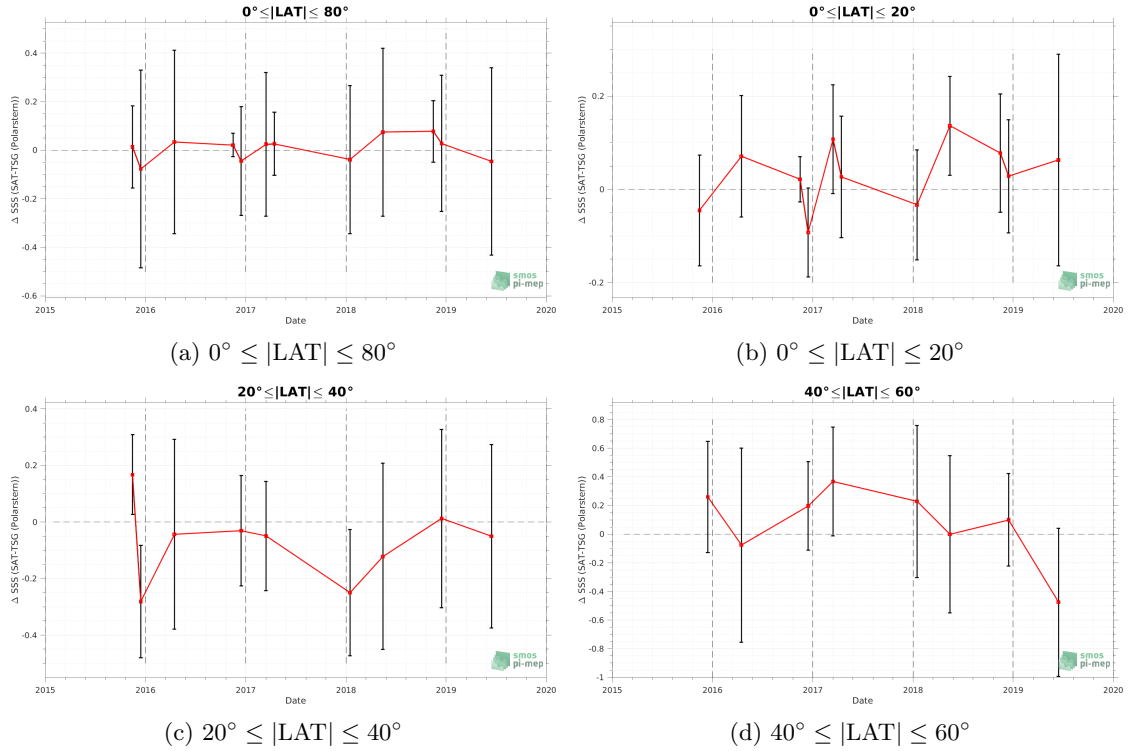 0°≤|LAT|≤ 80°
Δ SSS (SAT-TSG (Polarstern))
0.4
0.2
0
-0.2
-0.4
-0.6
2015 2016 2017 2018 2019 2020
Date
smos
pi-mep
(a) 0° ≤ |LAT| ≤ 80°
0°≤|LAT|≤ 20°
Δ SSS (SAT-TSG (Polarstern))
0.2
0
-0.2
2015 2016 2017 2018 2019 2020
Date
smos
pi-mep
(b) 0° ≤ |LAT| ≤ 20°
20°≤|LAT|≤ 40°
Δ SSS (SAT-TSG (Polarstern))
0.4
0.2
0
-0.2
-0.4
2015 2016 2017 2018 2019 2020
Date
smos
pi-mep
(c) 20° ≤ |LAT| ≤ 40°
40°≤|LAT|≤ 60°
Δ SSS (SAT-TSG (Polarstern))
0.8
0.6
0.4
0.2
0
-0.2
-0.4
-0.6
-0.8
-1
2015 2016 2017 2018 2019 2020
Date
smos
pi-mep
(d) 40° ≤ |LAT| ≤ 60°